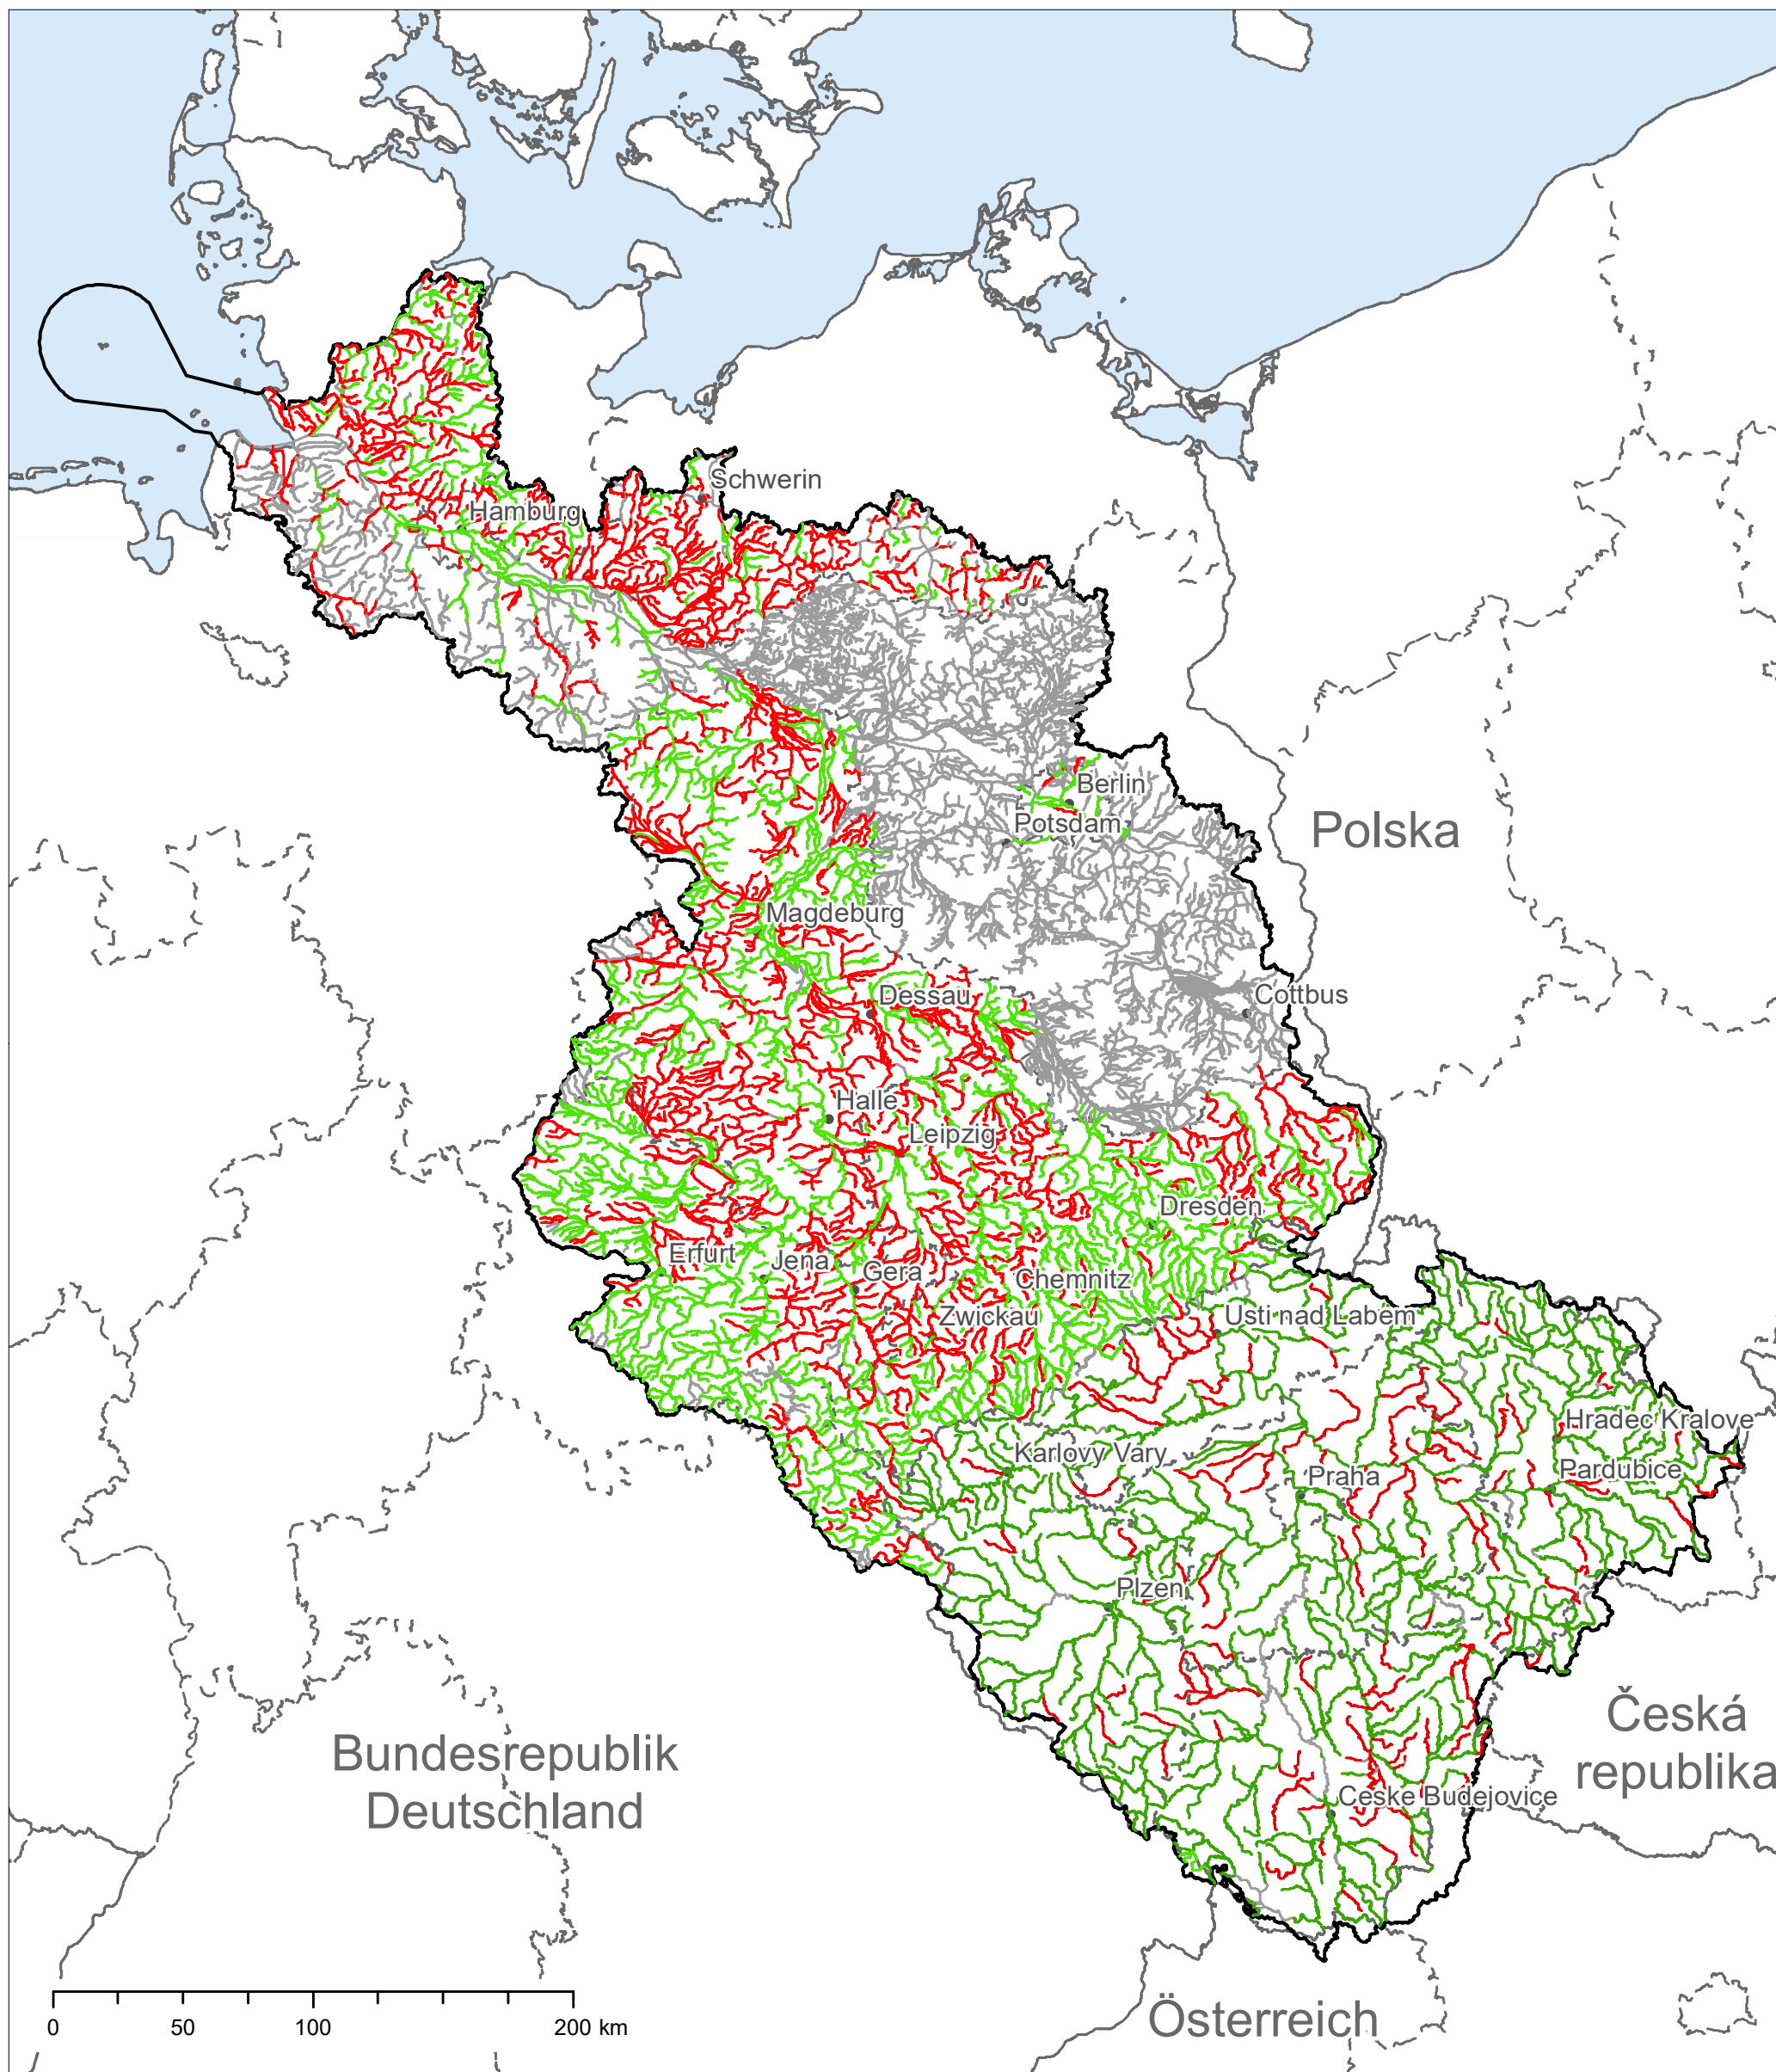 Schwerin
Hamburg
Berlin
Potsdam
Polska
Magdeburg
Dessau
Cottbus
Halle
Leipzig
Dresden
Erfurt
Jena
Gera
Chemnitz
Zwickau
Usti nad Labem
Hradec Kralove
Karlovy Vary
Praha
Pardubice
Plzen
Česká
republika
Bundesrepublik
Deutschland
Ceske Budejovice
Österreich
0 50 100 200 km